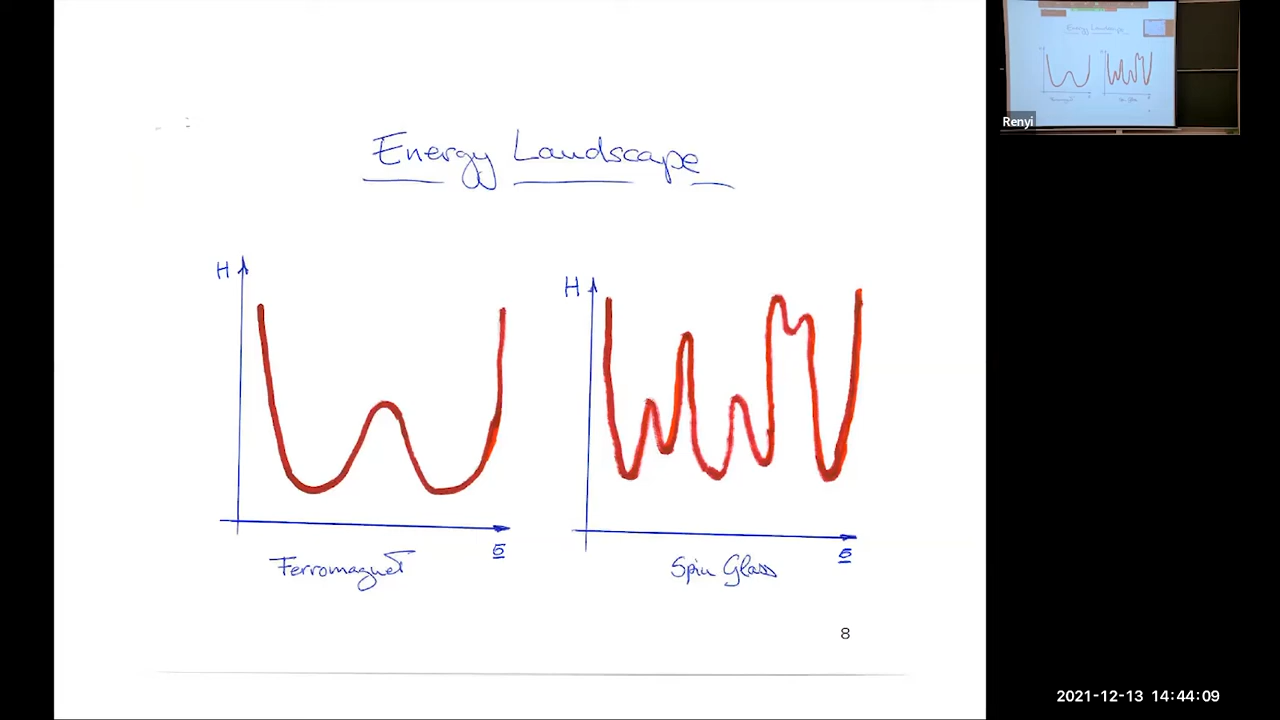 Energy Landscape
H
H
σ
Ferromagnet
σ
Spin Glass
8
Renyi
2021-12-13 14:44:09